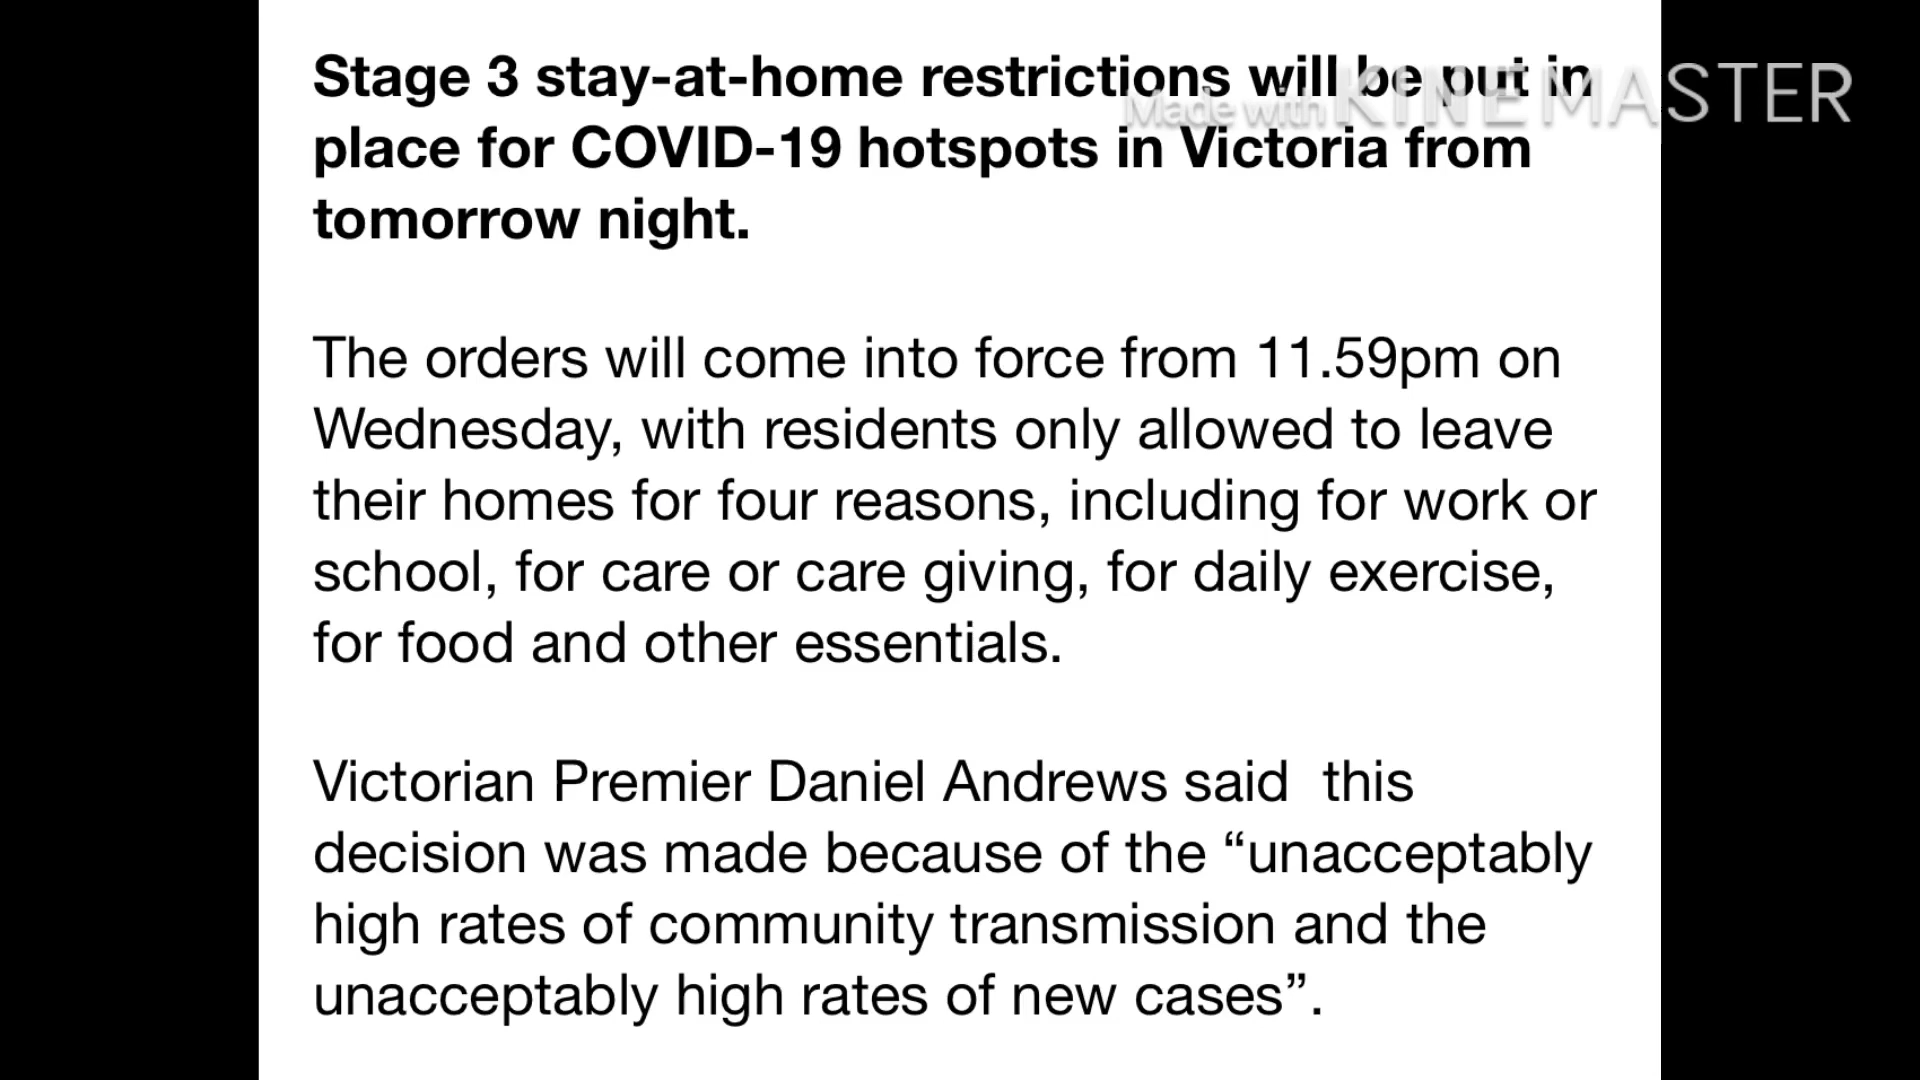 Stage 3 stay-at-home restrictions will be put in
Made with KINEMASTER
place for COVID-19 hotspots in Victoria from
tomorrow night.
The orders will come into force from 11.59pm on
Wednesday, with residents only allowed to leave
their homes for four reasons, including for work or
school, for care or care giving, for daily exercise,
for food and other essentials.
Victorian Premier Daniel Andrews said  this
decision was made because of the “unacceptably
high rates of community transmission and the
unacceptably high rates of new cases”.